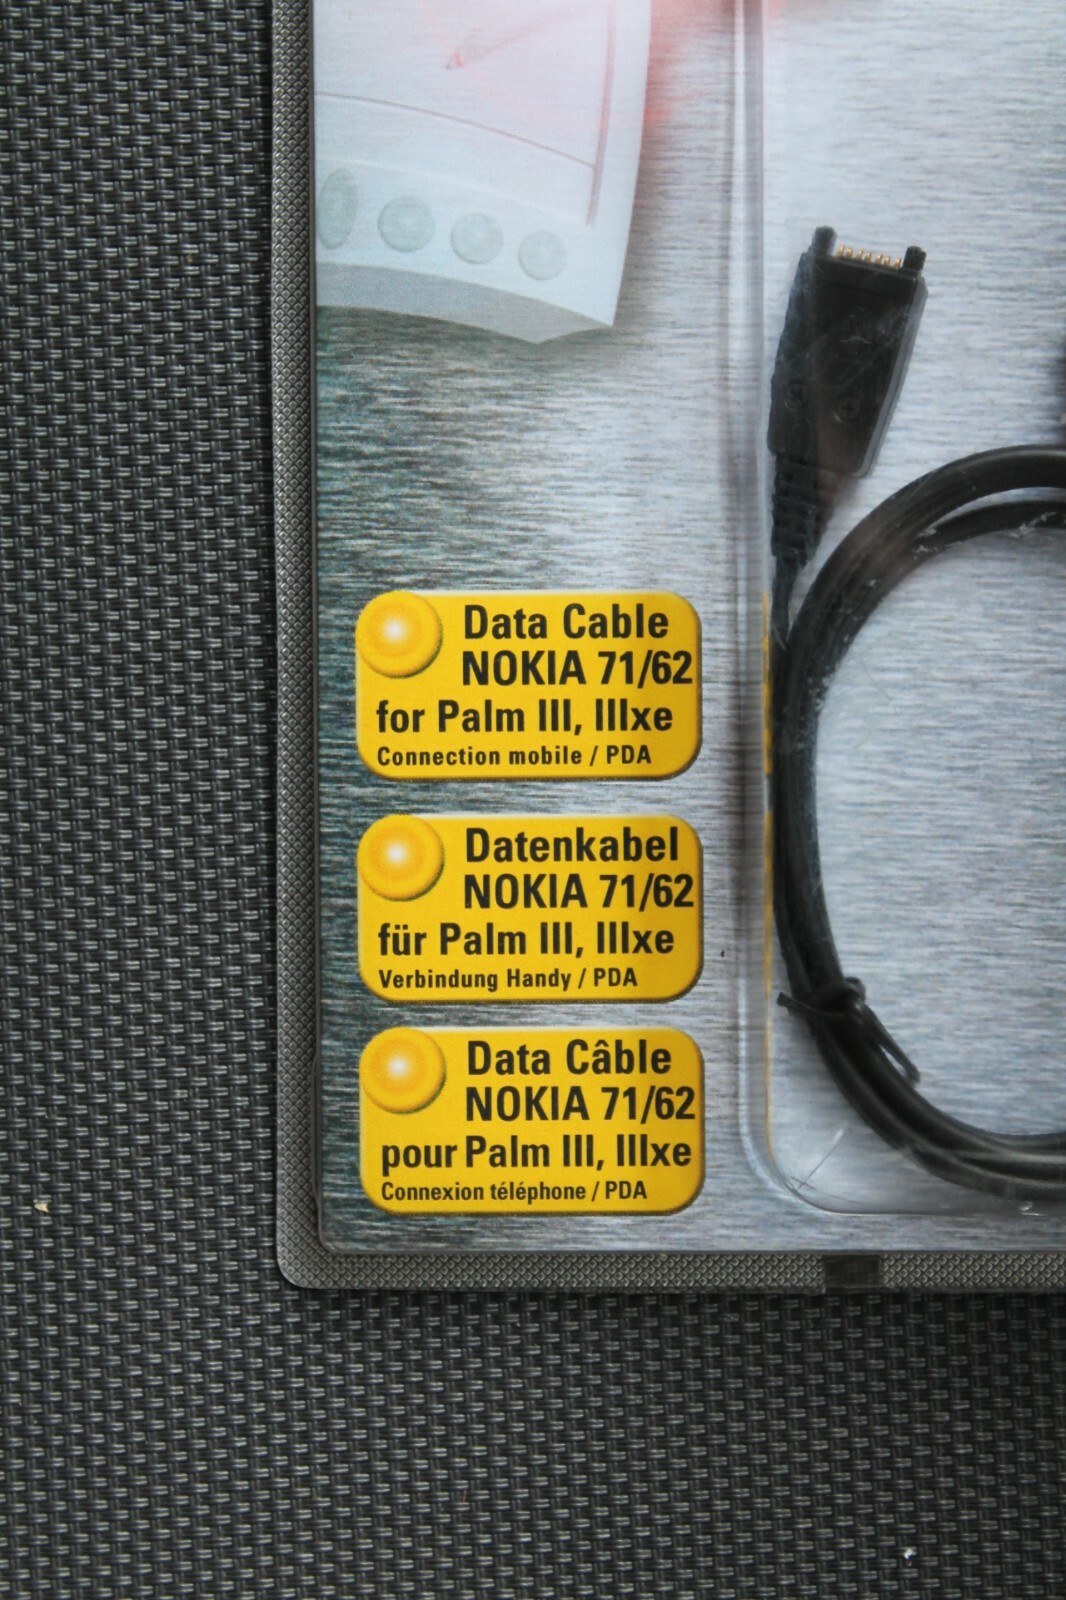 Data Cable
NOKIA 71/62
for Palm III, IIIxe
Connection mobile / PDA
Datenkabel
NOKIA 71/62
für Palm III, IIIxe
Verbindung Handy / PDA
Data Câble
NOKIA 71/62
pour Palm III, IIIxe
Connexion téléphone / PDA